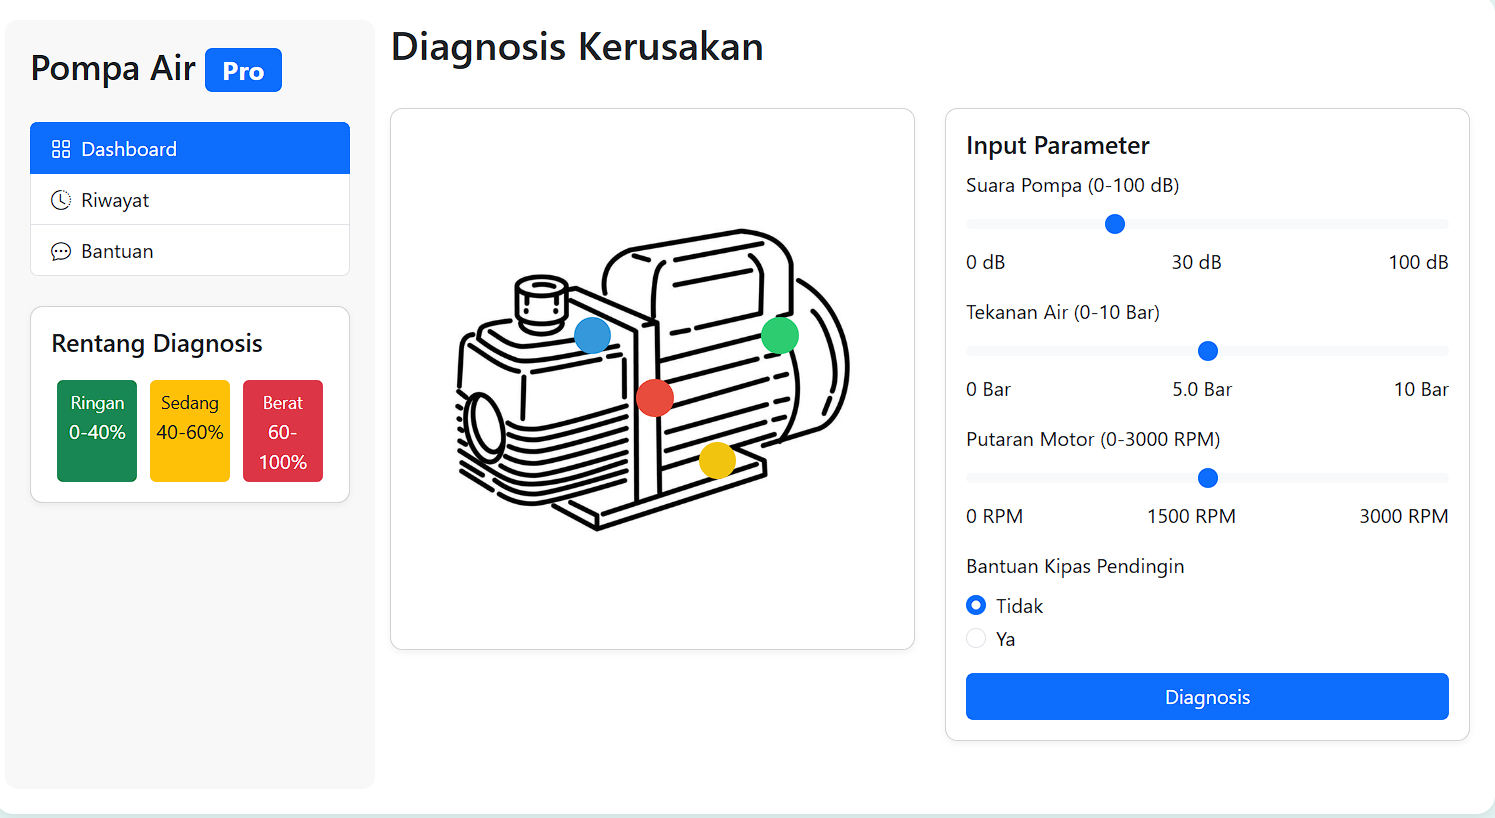 Pompa Air Pro
Dashboard
Riwayat
Bantuan
Rentang Diagnosis
Ringan
0-40%
Sedang
40-60%
Berat
60-
100%
Diagnosis Kerusakan
Input Parameter
Suara Pompa (0-100 dB)
0 dB 30 dB 100 dB
Tekanan Air (0-10 Bar)
0 Bar 5.0 Bar 10 Bar
Putaran Motor (0-3000 RPM)
0 RPM 1500 RPM 3000 RPM
Bantuan Kipas Pendingin
Tidak
Ya
Diagnosis